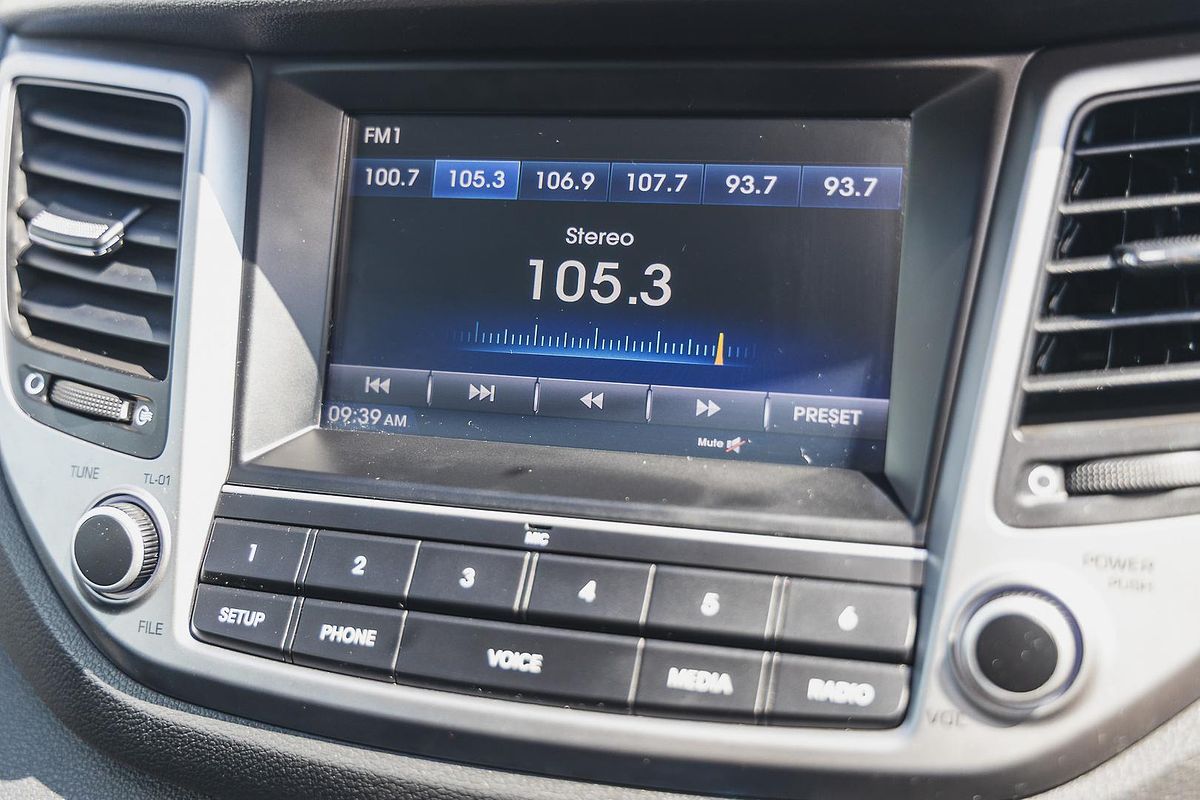 FM1
100.7 105.3 106.9 107.7 93.7 93.7
Stereo
105.3
PRESET
09:39 AM
Mute
TUNE TL-01
FILE
MIC
1 2 3 4 5 6
SETUP PHONE VOICE MEDIA RADIO
POWER
PUSH
VOL